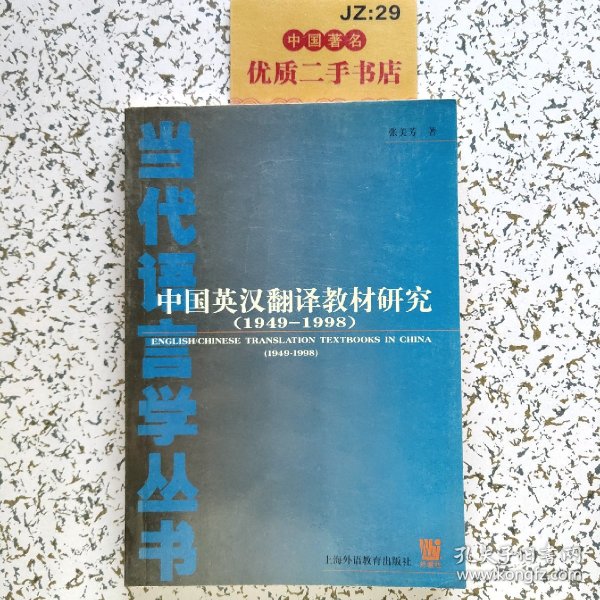 JZ:29
中国著名
优质二手书店
张美芳 著
当代语言学丛书
中国英汉翻译教材研究
(1949-1998)
ENGLISH/CHINESE TRANSLATION TEXTBOOKS IN CHINA
(1949-1998)
上海外语教育出版社
外教社
孔夫子旧书网
www.kongfz.com